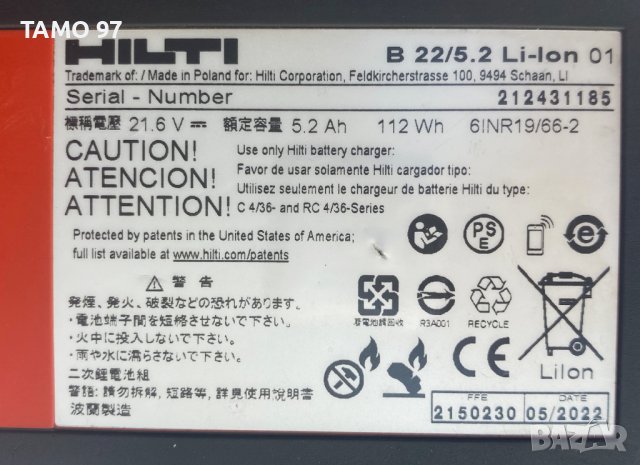 TAMO 97
HILTI
B 22/5.2 Li-Ion 01
Trademark of: / Made in Poland for: Hilti Corporation, Feldkircherstrasse 100, 9494 Schaan, LI
Serial - Number 212431185
標稱電壓 21.6 V 額定容量 5.2 Ah 112 Wh 6INR19/66-2
CAUTION! Use only Hilti battery charger:
ATENCION! Favor de usar solamente Hilti cargador tipo:
ATTENTION! Utilisez seulement le chargeur de batterie Hilti du type:
C 4/36- and RC 4/36-Series
Protected by patents in the United States of America;
full list available at www.hilti.com/patents
PSE
警告
発煙、発火、破裂などの恐れがあります.
・電池端子間を短絡させないで下さい.
・火中に投入しないで下さい.
・雨や水に濡らさないで下さい.
二次鋰電池組
警語: 請勿拆解, 短路等, 詳見使用說明書.
波蘭製造
廢電池請回收
R3A001
RECYCLE
CE
LiIon
FFE DATE
2150230 05/2022
BAZAR